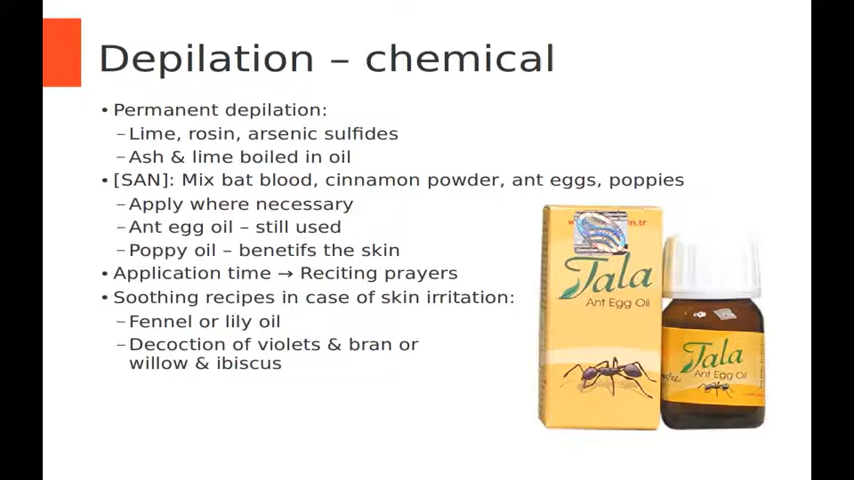 Depilation – chemical
• Permanent depilation:
–Lime, rosin, arsenic sulfides
–Ash & lime boiled in oil
• [SAN]: Mix bat blood, cinnamon powder, ant eggs, poppies
–Apply where necessary
–Ant egg oil – still used
–Poppy oil – benetifs the skin
• Application time → Reciting prayers
• Soothing recipes in case of skin irritation:
–Fennel or lily oil
–Decoction of violets & bran or
willow & ibiscus
Tala
Ant Egg Oil
Tala
Ant Egg Oil